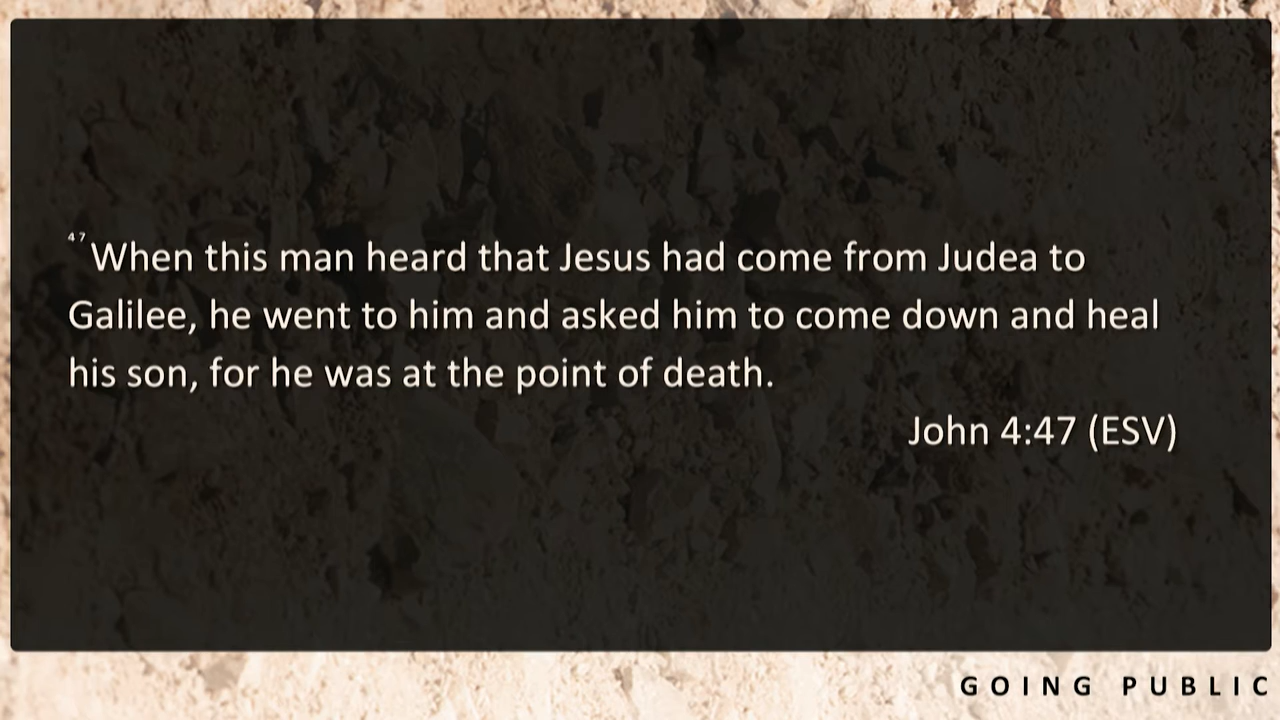 47 When this man heard that Jesus had come from Judea to
Galilee, he went to him and asked him to come down and heal
his son, for he was at the point of death.
John 4:47 (ESV)
GOING PUBLIC